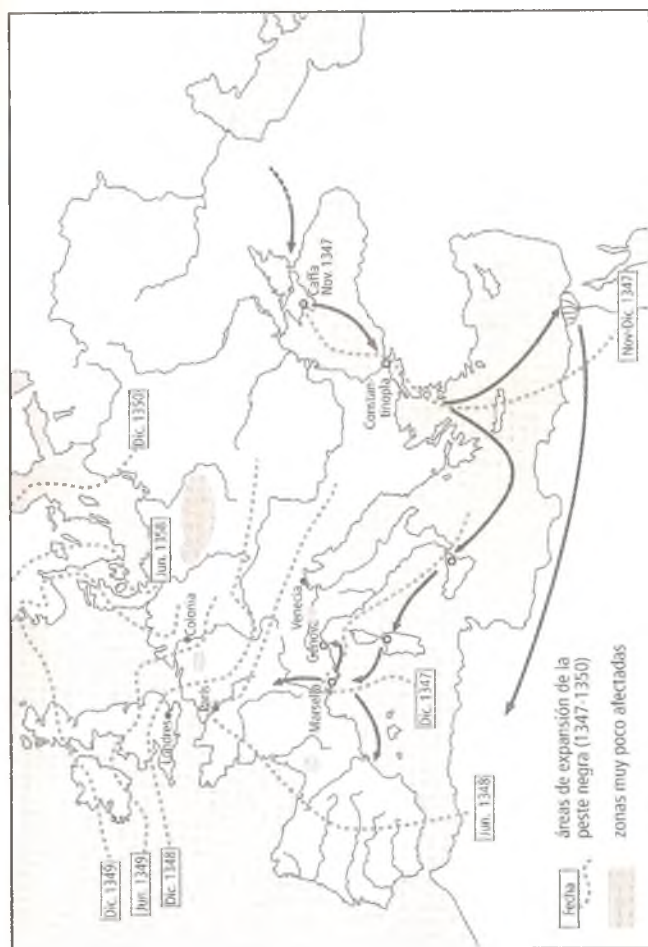 Dic. 1350
Jun. 1358
Dic. 1349
Jun. 1349
Dic. 1348
Londres
París
Colonia
Venecia
Génova
Marsella
Dic. 1347
Jun. 1348
Caffa
Nov. 1347
Constan-
tinopla
Nov-Dic. 1347
Fecha
áreas de expansión de la
peste negra (1347-1350)
zonas muy poco afectadas